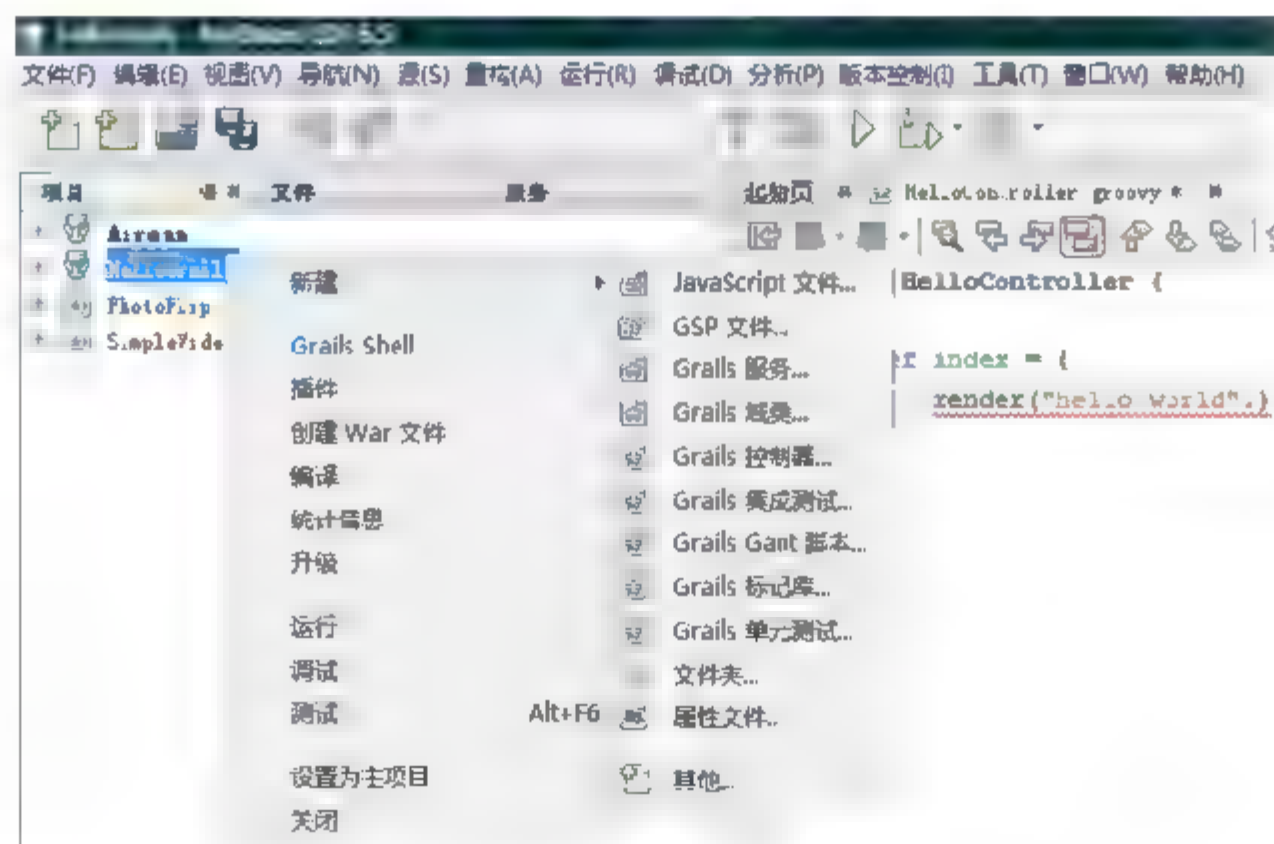 文件(F) 编辑(E) 视图(V) 导航(N) 源(S) 重构(A) 运行(R) 调试(D) 分析(P) 版本控制(I) 工具(T) 窗口(W) 帮助(H)
项目 文件 服务 起始页 HelloController groovy *
HelloGrail
PhotoFlip
SimpleVide
新建
Grails Shell
插件
创建 War 文件
编译
统计信息
升级
运行
调试
测试 Alt+F6
设置为主项目
关闭
JavaScript 文件...
GSP 文件...
Grails 服务...
Grails 域类...
Grails 控制器...
Grails 集成测试...
Grails Gant 脚本...
Grails 标记库...
Grails 单元测试...
文件夹...
属性文件...
其他...
HelloController {
ef index = {
render("hello world".)